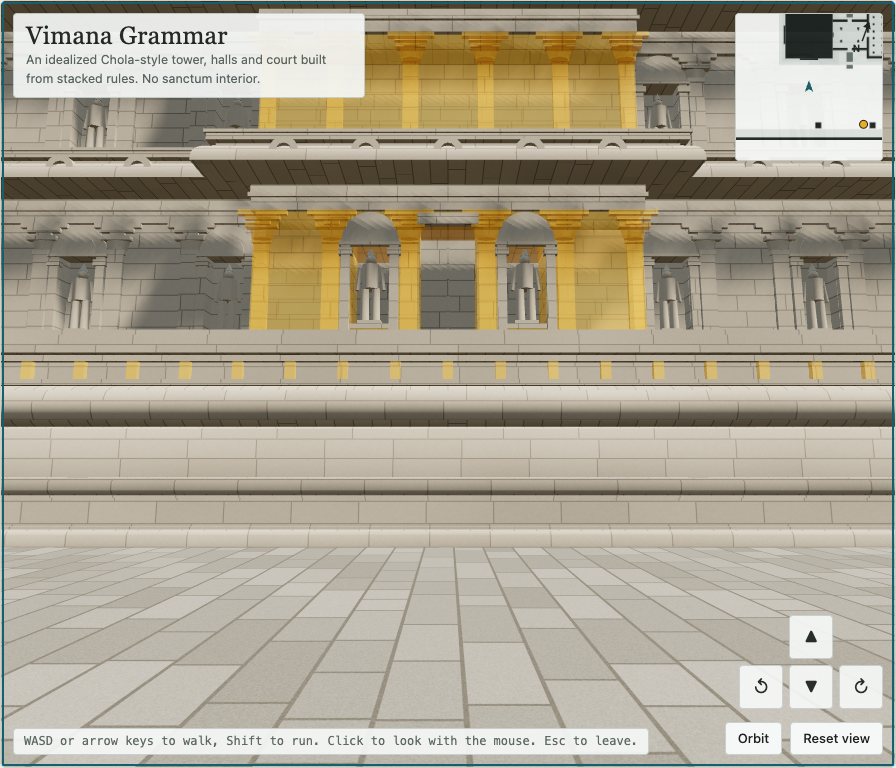 Vimana Grammar
An idealized Chola-style tower, halls and court built
from stacked rules. No sanctum interior.
N
WASD or arrow keys to walk, Shift to run. Click to look with the mouse. Esc to leave.
Orbit
Reset view